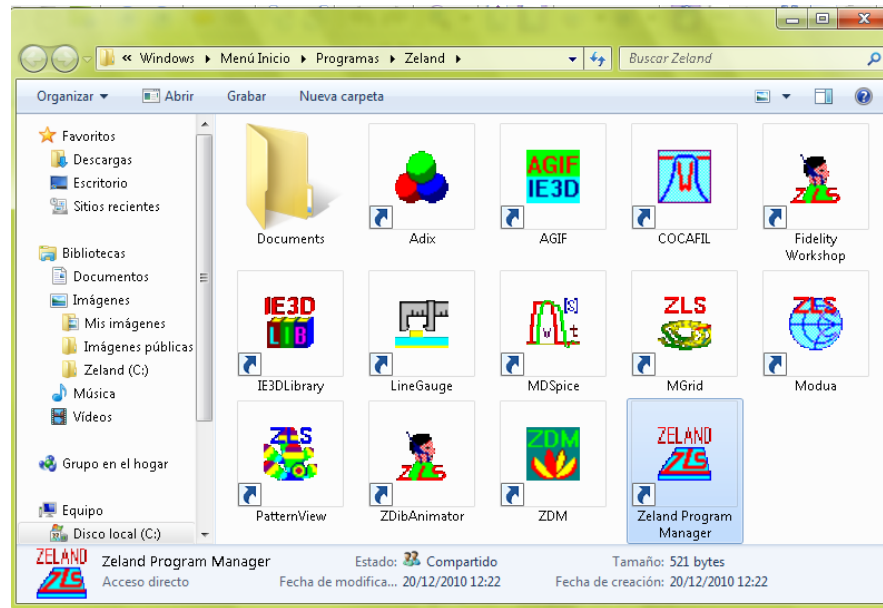 « Windows ▸ Menú Inicio ▸ Programas ▸ Zeland ▸
Buscar Zeland
Organizar ▾ Abrir Grabar Nueva carpeta
Favoritos
Descargas
Escritorio
Sitios recientes
Bibliotecas
Documentos
Imágenes
Mis imágenes
Imágenes públicas
Zeland (C:)
Música
Vídeos
Grupo en el hogar
Equipo
Disco local (C:)
AGIF
IE3D
ZLS
Documents Adix AGIF COCAFIL Fidelity
Workshop
IE3D
LIB
[s]
t
ZLS
ZLS
IE3DLibrary LineGauge MDSpice MGrid Modua
ZLS
ZLS
ZDM
ZELAND
ZLS
PatternView ZDibAnimator ZDM Zeland Program
Manager
ZELAND
ZLS
Zeland Program Manager Estado: Compartido Tamaño: 521 bytes
Acceso directo Fecha de modifica... 20/12/2010 12:22 Fecha de creación: 20/12/2010 12:22